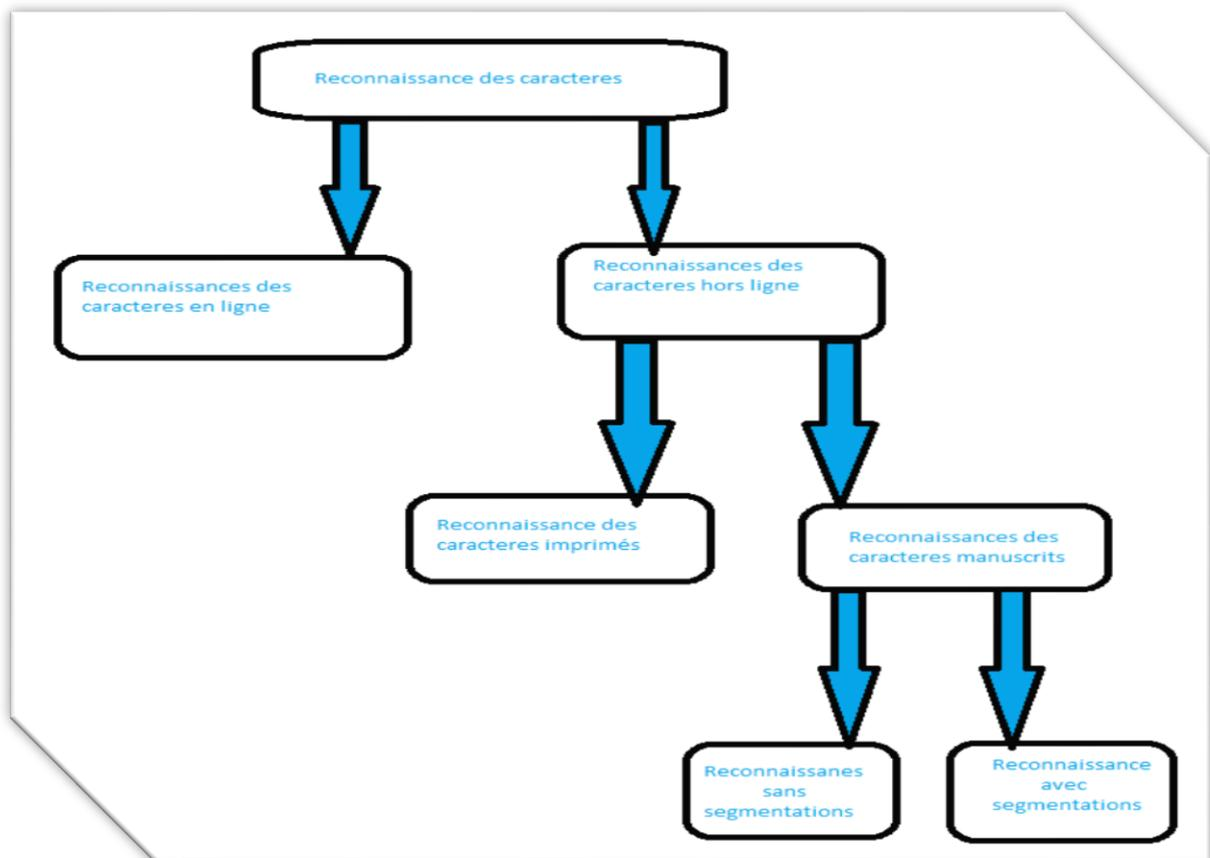 Reconnaissance des caracteres
Reconnaissances des
caracteres en ligne
Reconnaissances des
caracteres hors ligne
Reconnaissance des
caracteres imprimés
Reconnaissances des
caracteres manuscrits
Reconnaissanes
sans
segmentations
Reconnaissance
avec
segmentations